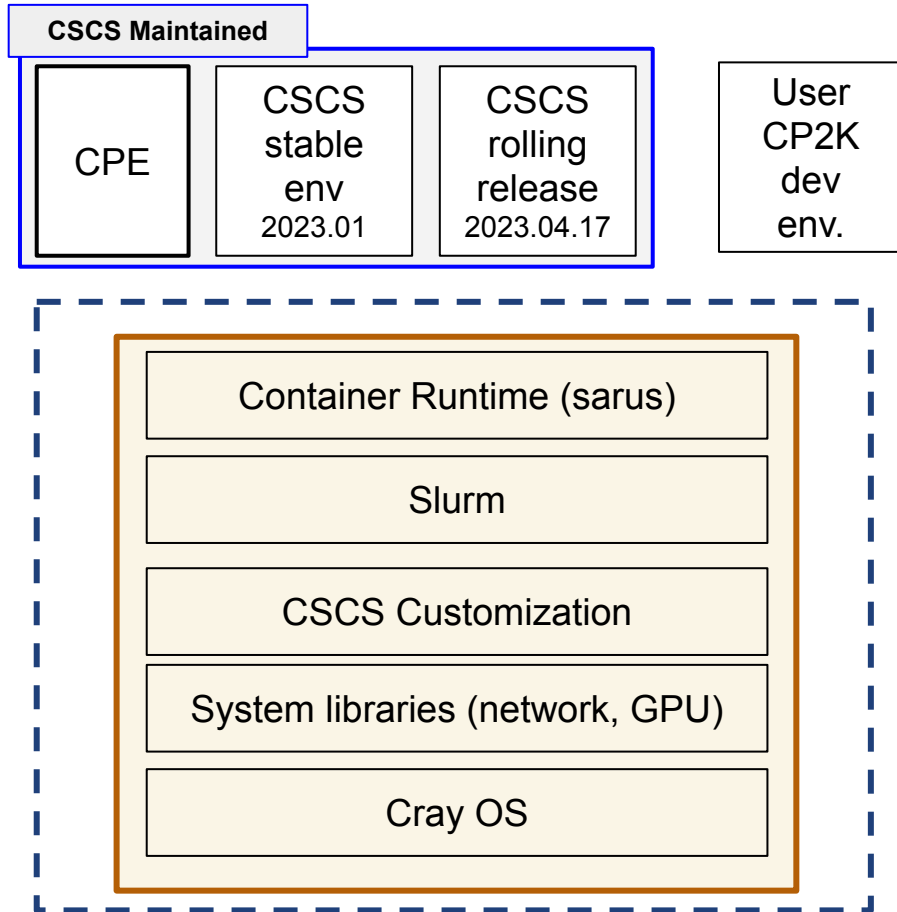 CSCS Maintained
CPE
CSCS
stable
env
2023.01
CSCS
rolling
release
2023.04.17
User
CP2K
dev
env.
Container Runtime (sarus)
Slurm
CSCS Customization
System libraries (network, GPU)
Cray OS